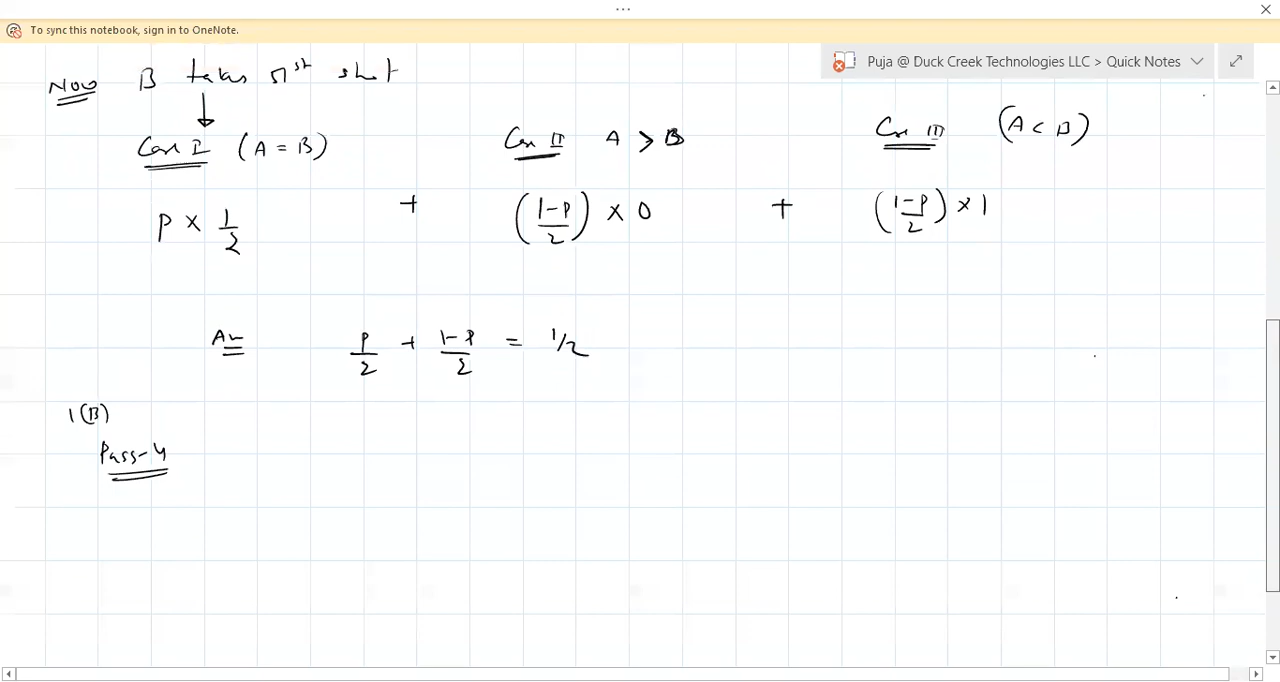 To sync this notebook, sign in to OneNote.
Puja @ Duck Creek Technologies LLC > Quick Notes
Now B takes shot
Case I (A = B) Case II A > B Case III (A < B)
P × 1/2 + (1-P/2) × 0 + (1-P/2) × 1
P/2 + 1-P/2 = 1/2
1(B)
Pass-4